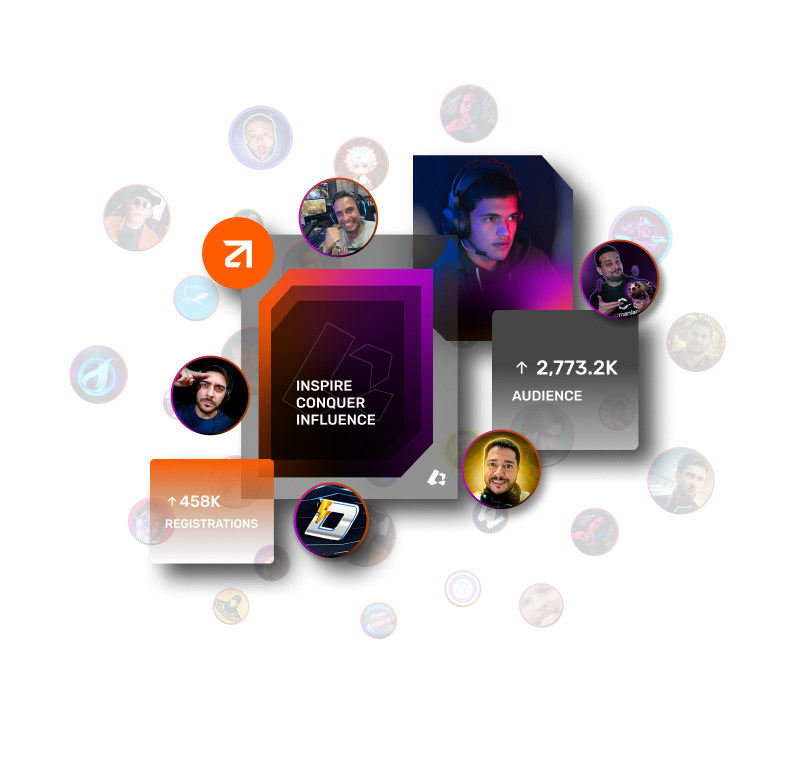 INSPIRE
CONQUER
INFLUENCE
↑ 2,773.2K
AUDIENCE
↑ 458K
REGISTRATIONS